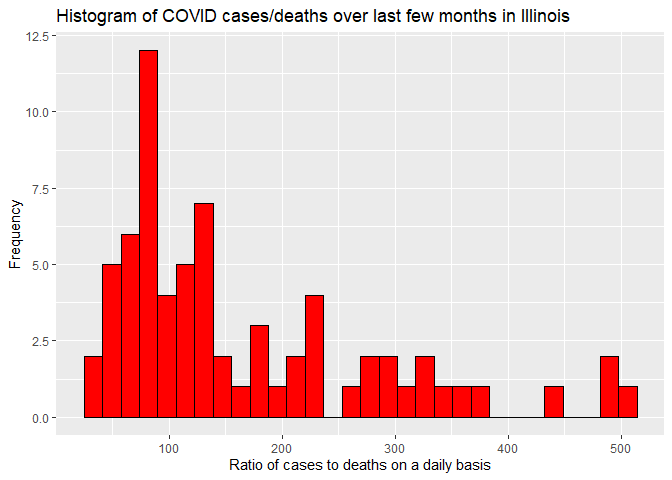 Histogram of COVID cases/deaths over last few months in Illinois
12.5
10.0
7.5
5.0
2.5
0.0
Frequency
100 200 300 400 500
Ratio of cases to deaths on a daily basis